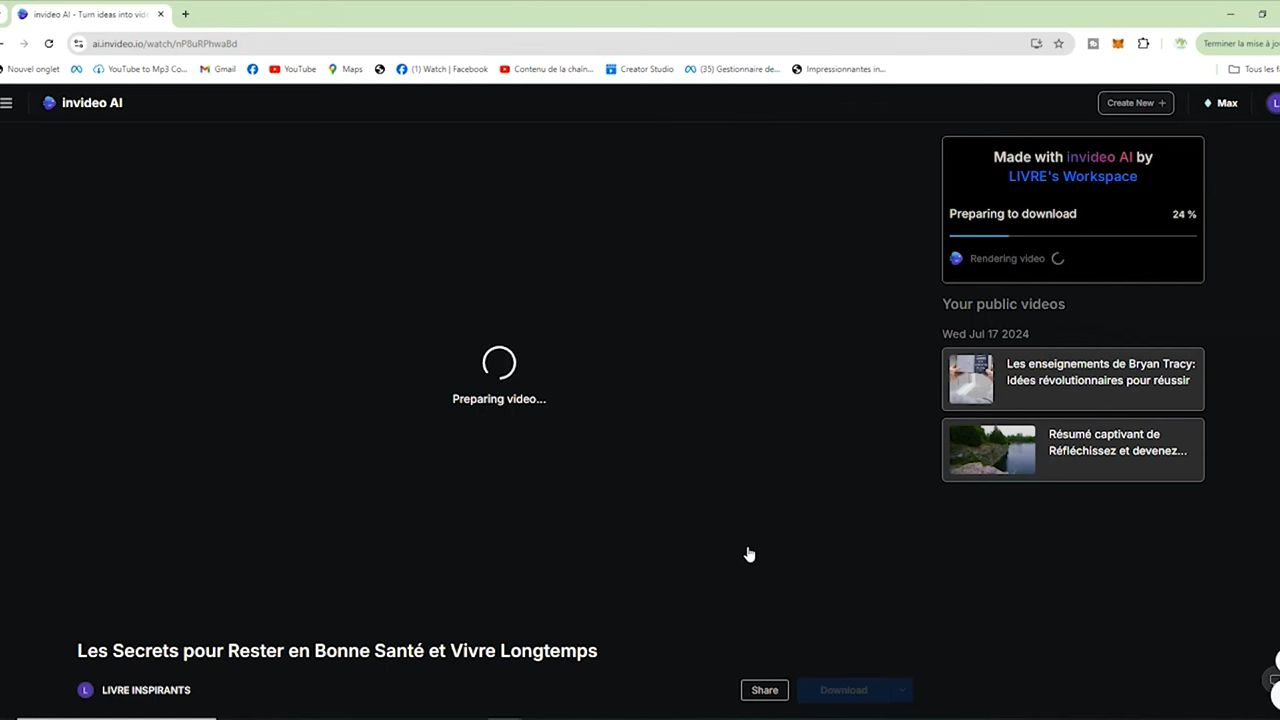 invideo AI - Turn ideas into vid
ai.invideo.io/watch/nP8uRPhwaBd
Terminer la mise à jo
Nouvel onglet
YouTube to Mp3 Co...
Gmail
YouTube
Maps
(1) Watch | Facebook
Contenu de la chaîn...
Creator Studio
(35) Gestionnaire de...
Impressionnantes in...
Tous les fa
invideo AI
Create New +
Max
L
Made with invideo AI by
LIVRE's Workspace
Preparing to download 24 %
Rendering video
Your public videos
Wed Jul 17 2024
Les enseignements de Bryan Tracy:
Idées révolutionnaires pour réussir
Résumé captivant de
Réfléchissez et devenez...
Preparing video...
Les Secrets pour Rester en Bonne Santé et Vivre Longtemps
L LIVRE INSPIRANTS
Share
Download